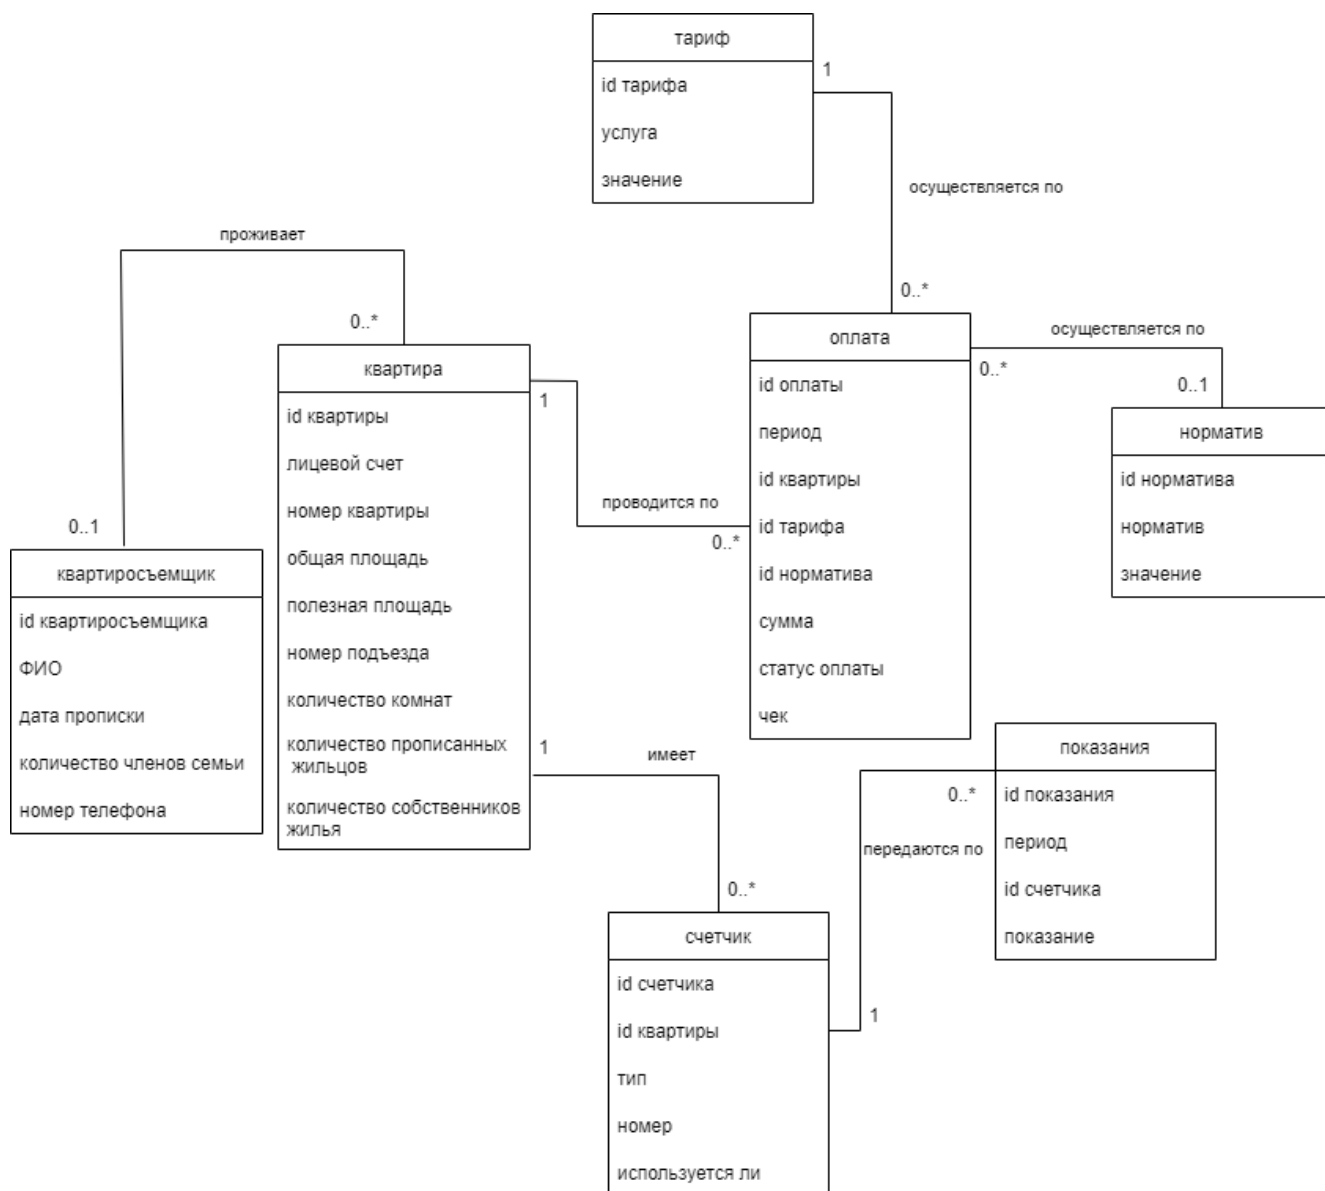 тариф
id тарифа
услуга
значение
1
осуществляется по
0..*
проживает
0..*
0..1
квартира
id квартиры
лицевой счет
номер квартиры
общая площадь
полезная площадь
номер подъезда
количество комнат
количество прописанных
жильцов
количество собственников
жилья
1
проводится по
0..*
оплата
id оплаты
период
id квартиры
id тарифа
id норматива
сумма
статус оплаты
чек
осуществляется по
0..*
0..1
норматив
id норматива
норматив
значение
квартиросъемщик
id квартиросъемщика
ФИО
дата прописки
количество членов семьи
номер телефона
1
имеет
0..*
показания
id показания
период
id счетчика
показание
0..*
передаются по
1
счетчик
id счетчика
id квартиры
тип
номер
используется ли